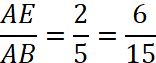 AE/AB = 2/5 = 6/15